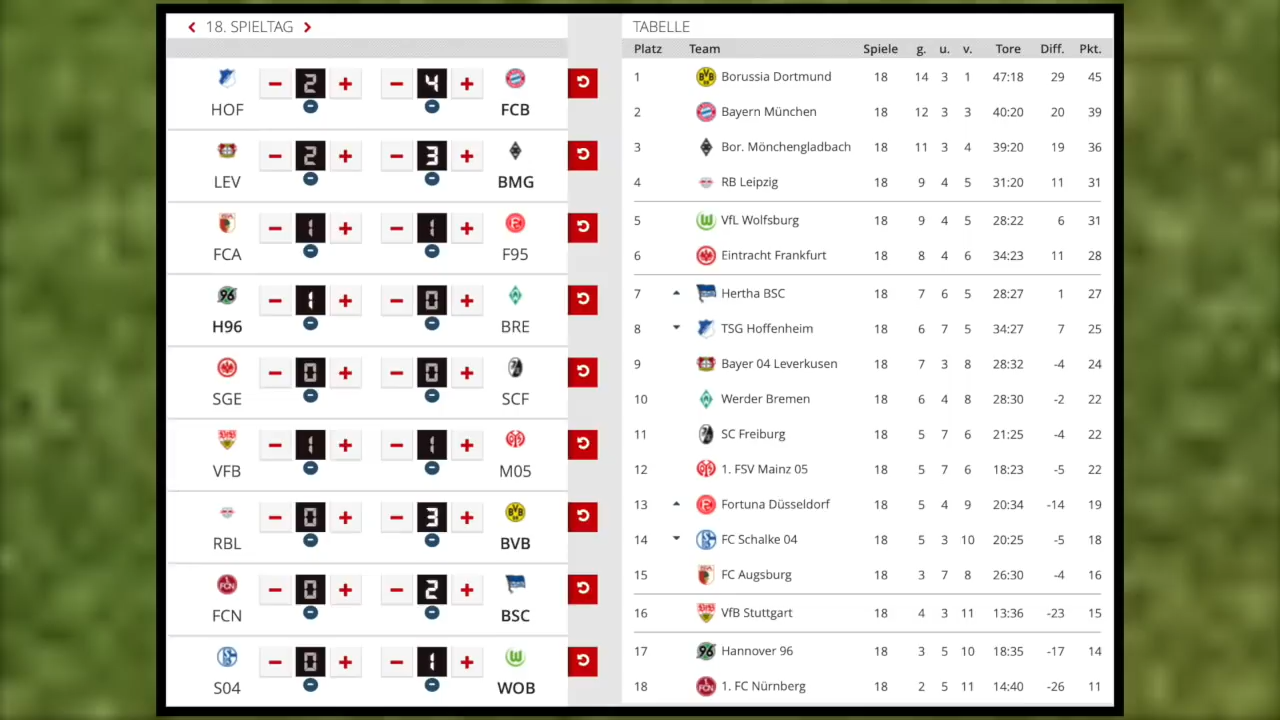 18. SPIELTAG
HOF 2 4 FCB
LEV 2 3 BMG
FCA 1 1 F95
H96 1 0 BRE
SGE 0 0 SCF
VFB 1 1 M05
RBL 0 3 BVB
FCN 0 2 BSC
S04 0 1 WOB
TABELLE
Platz Team Spiele g. u. v. Tore Diff. Pkt.
1 Borussia Dortmund 18 14 3 1 47:18 29 45
2 Bayern München 18 12 3 3 40:20 20 39
3 Bor. Mönchengladbach 18 11 3 4 39:20 19 36
4 RB Leipzig 18 9 4 5 31:20 11 31
5 VfL Wolfsburg 18 9 4 5 28:22 6 31
6 Eintracht Frankfurt 18 8 4 6 34:23 11 28
7 Hertha BSC 18 7 6 5 28:27 1 27
8 TSG Hoffenheim 18 6 7 5 34:27 7 25
9 Bayer 04 Leverkusen 18 7 3 8 28:32 -4 24
10 Werder Bremen 18 6 4 8 28:30 -2 22
11 SC Freiburg 18 5 7 6 21:25 -4 22
12 1. FSV Mainz 05 18 5 7 6 18:23 -5 22
13 Fortuna Düsseldorf 18 5 4 9 20:34 -14 19
14 FC Schalke 04 18 5 3 10 20:25 -5 18
15 FC Augsburg 18 3 7 8 26:30 -4 16
16 VfB Stuttgart 18 4 3 11 13:36 -23 15
17 Hannover 96 18 3 5 10 18:35 -17 14
18 1. FC Nürnberg 18 2 5 11 14:40 -26 11